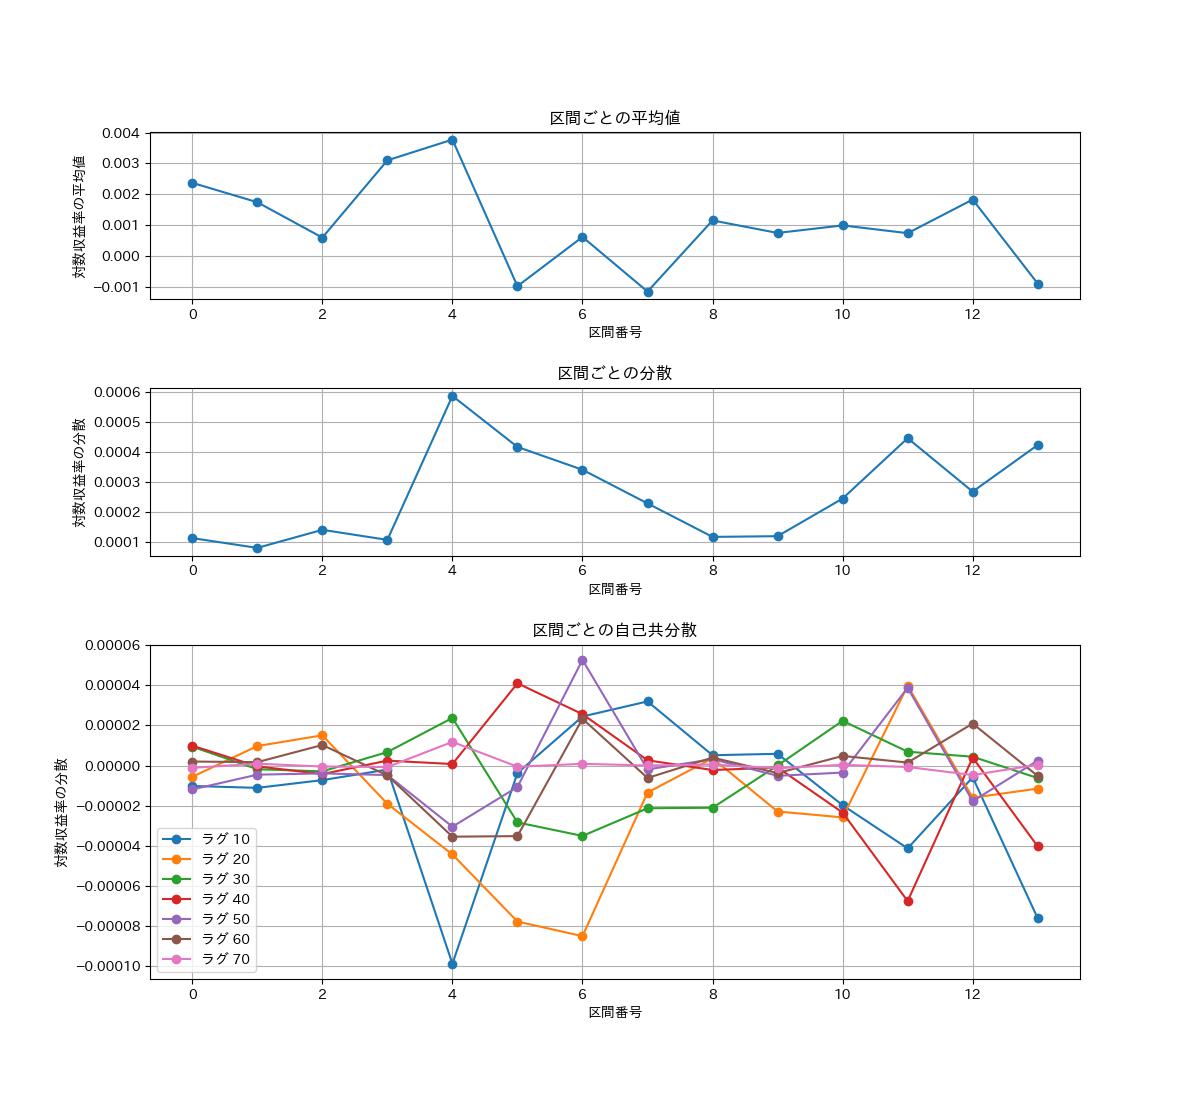 区間ごとの平均値
対数収益率の平均値
0.004
0.003
0.002
0.001
0.000
−0.001
0 2 4 6 8 10 12
区間番号
区間ごとの分散
対数収益率の分散
0.0006
0.0005
0.0004
0.0003
0.0002
0.0001
0 2 4 6 8 10 12
区間番号
区間ごとの自己共分散
対数収益率の分散
0.00006
0.00004
0.00002
0.00000
−0.00002
−0.00004
−0.00006
−0.00008
−0.00010
ラグ 10
ラグ 20
ラグ 30
ラグ 40
ラグ 50
ラグ 60
ラグ 70
0 2 4 6 8 10 12
区間番号